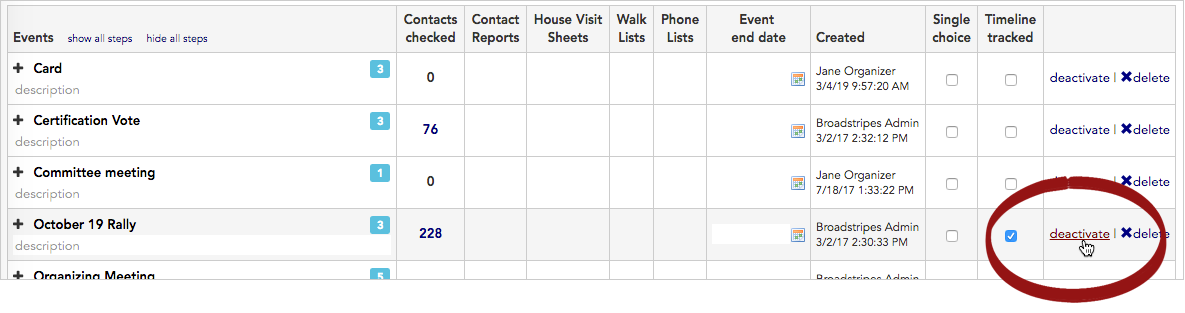 Events show all steps hide all steps Contacts checked Contact Reports House Visit Sheets Walk Lists Phone Lists Event end date Created Single choice Timeline tracked
Card 3 0 Jane Organizer deactivate | ✖delete
description 3/4/19 9:57:20 AM
Certification Vote 3 76 Broadstripes Admin deactivate | ✖delete
description 3/2/17 2:32:12 PM
Committee meeting 1 0 Jane Organizer deactivate | ✖delete
description 7/18/17 1:33:22 PM
October 19 Rally 3 228 Broadstripes Admin deactivate | ✖delete
description 3/2/17 2:30:33 PM
Organizing Meeting 5 Broadstripes Admin